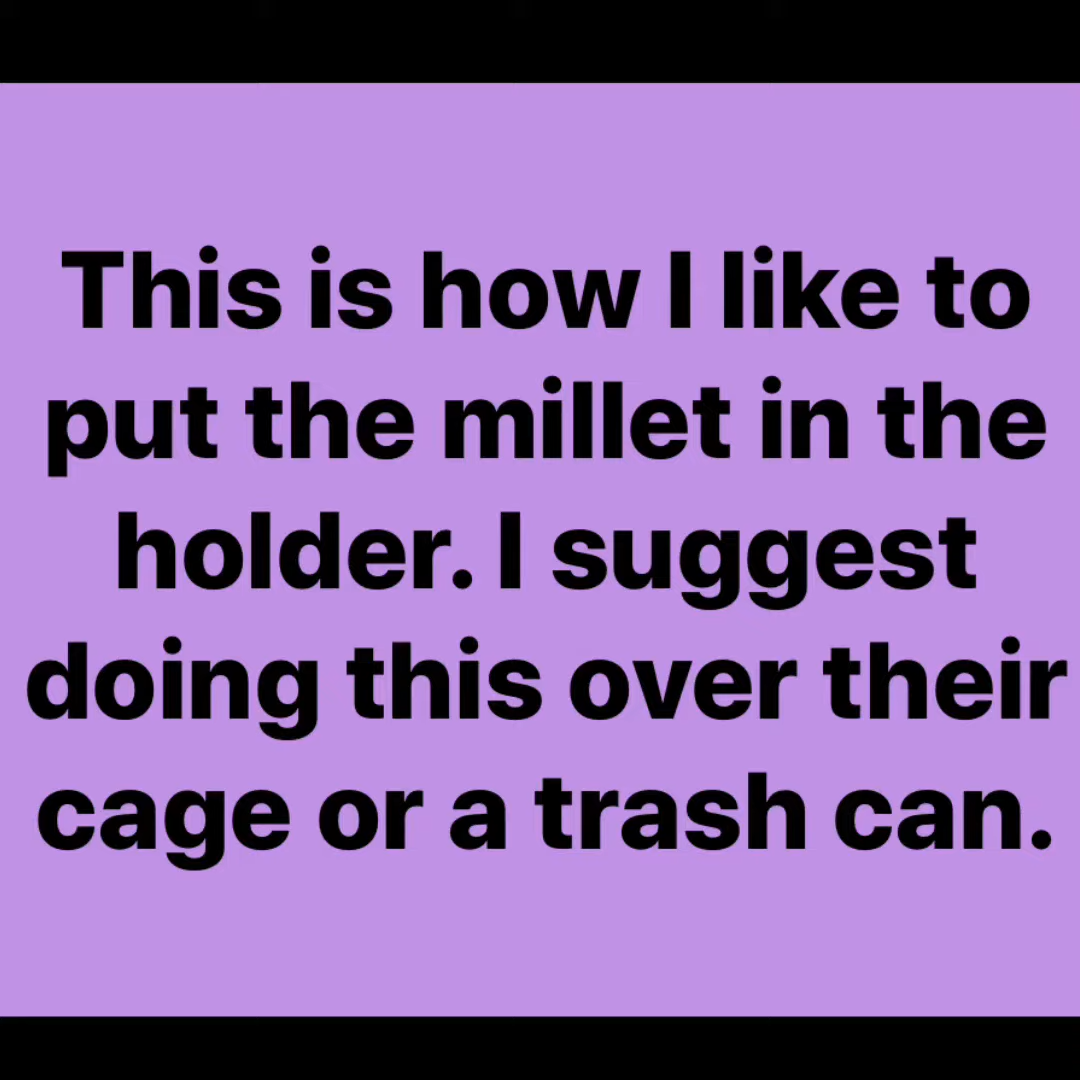 This is how I like to
put the millet in the
holder. I suggest
doing this over their
cage or a trash can.